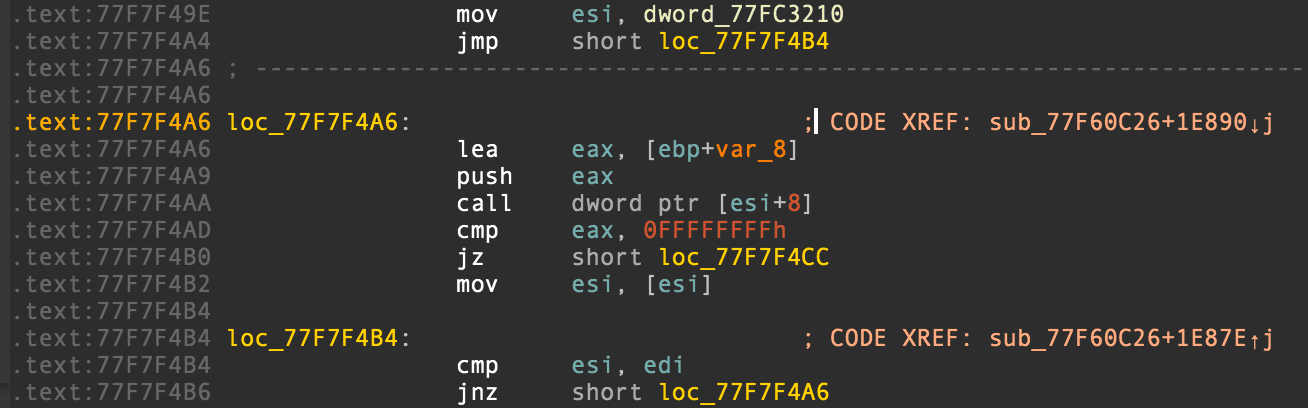 .text:77F7F49E mov esi, dword_77FC3210
.text:77F7F4A4 jmp short loc_77F7F4B4
.text:77F7F4A6 ; ---------------------------------------------------------------------------
.text:77F7F4A6
.text:77F7F4A6 loc_77F7F4A6: ; CODE XREF: sub_77F60C26+1E890↓j
.text:77F7F4A6 lea eax, [ebp+var_8]
.text:77F7F4A9 push eax
.text:77F7F4AA call dword ptr [esi+8]
.text:77F7F4AD cmp eax, 0FFFFFFFFh
.text:77F7F4B0 jz short loc_77F7F4CC
.text:77F7F4B2 mov esi, [esi]
.text:77F7F4B4
.text:77F7F4B4 loc_77F7F4B4: ; CODE XREF: sub_77F60C26+1E87E↑j
.text:77F7F4B4 cmp esi, edi
.text:77F7F4B6 jnz short loc_77F7F4A6